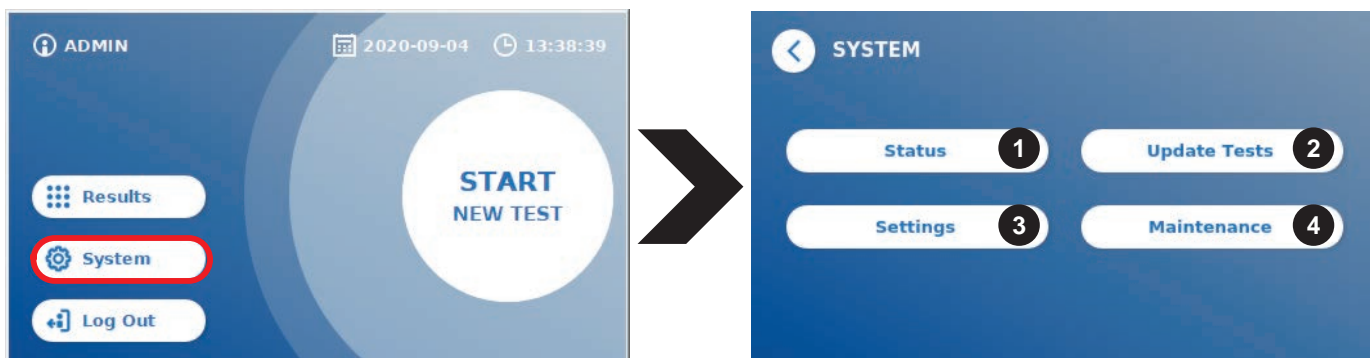 ADMIN
2020-09-04
13:38:39
START
NEW TEST
Results
System
Log Out
SYSTEM
Status 1
Update Tests 2
Settings 3
Maintenance 4